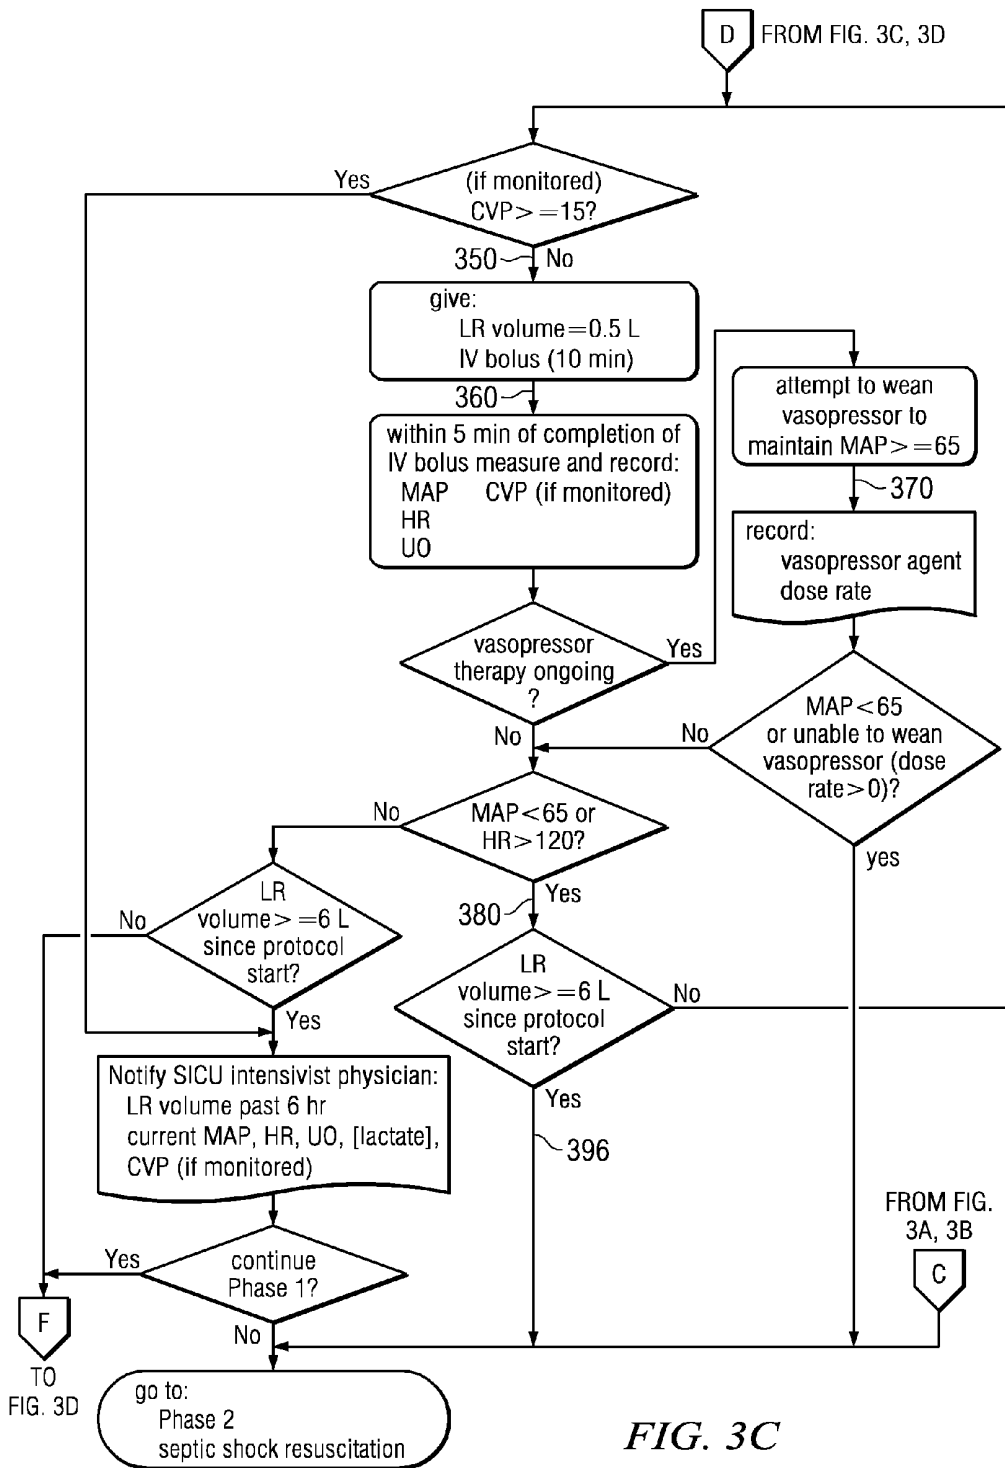 D
FROM FIG. 3C, 3D
Yes
(if monitored)
CVP>=15?
350
No
give:
LR volume=0.5 L
IV bolus (10 min)
360
within 5 min of completion of
IV bolus measure and record:
MAP CVP (if monitored)
HR
UO
attempt to wean
vasopressor to
maintain MAP>=65
370
record:
vasopressor agent
dose rate
vasopressor
therapy ongoing
?
Yes
No
MAP<65
or unable to wean
vasopressor (dose
rate>0)?
No
yes
MAP<65 or
HR>120?
No
Yes
380
LR
volume>=6 L
since protocol
start?
No
Yes
LR
volume>=6 L
since protocol
start?
No
Yes
396
Notify SICU intensivist physician:
LR volume past 6 hr
current MAP, HR, UO, [lactate],
CVP (if monitored)
FROM FIG.
3A, 3B
C
continue
Phase 1?
Yes
No
F
TO
FIG. 3D
go to:
Phase 2
septic shock resuscitation
FIG. 3C